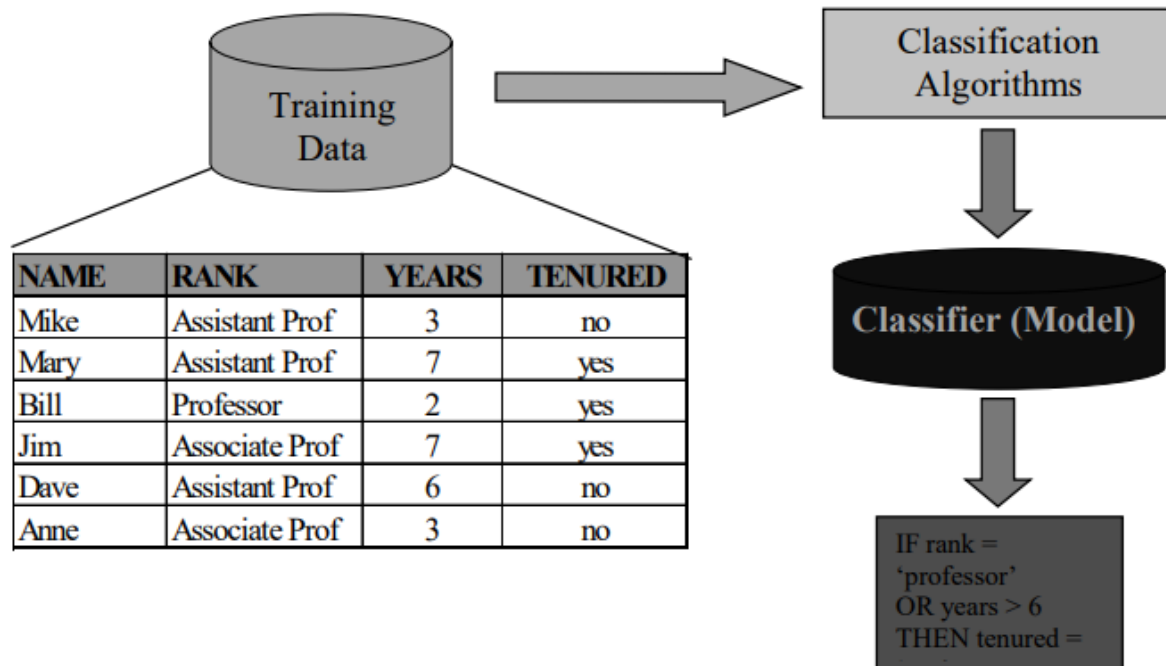 Training
Data
Classification
Algorithms
NAME RANK YEARS TENURED
Mike Assistant Prof 3 no
Mary Assistant Prof 7 yes
Bill Professor 2 yes
Jim Associate Prof 7 yes
Dave Assistant Prof 6 no
Anne Associate Prof 3 no
Classifier (Model)
IF rank =
‘professor’
OR years > 6
THEN tenured =